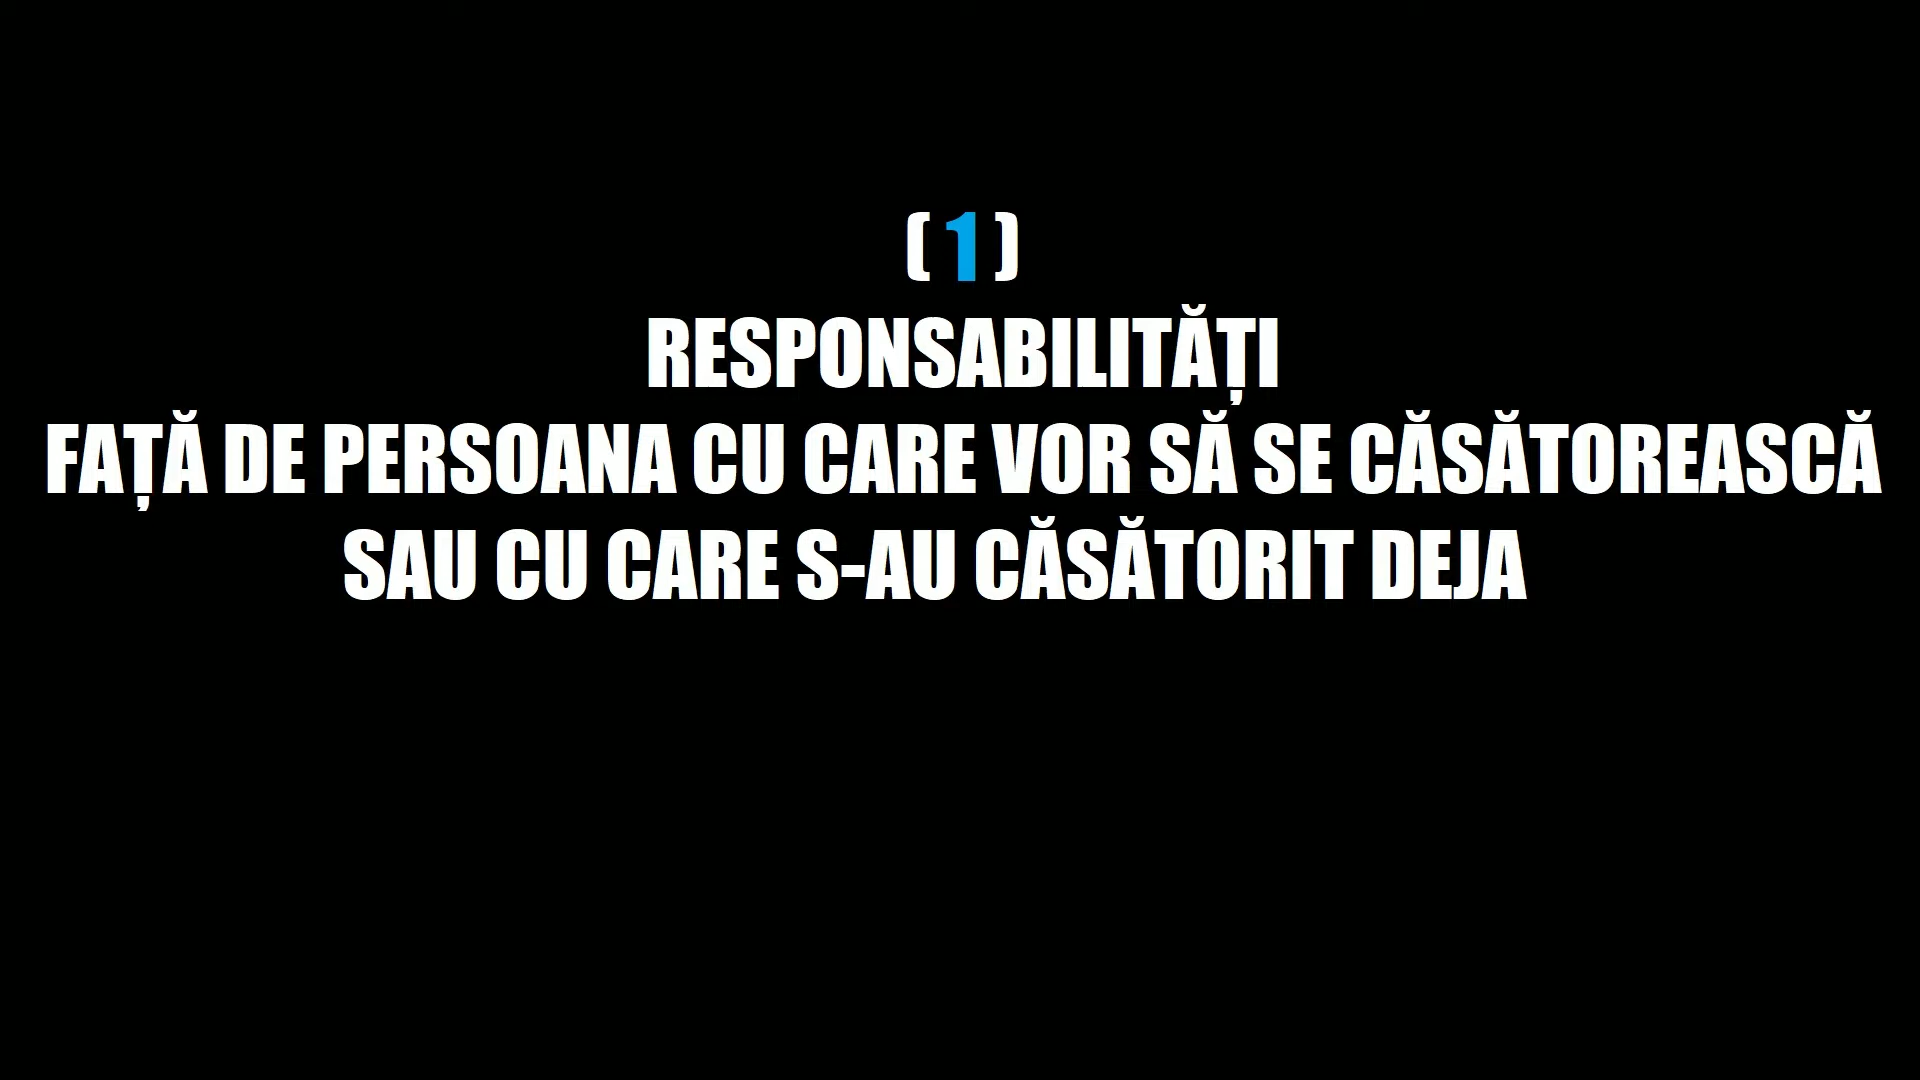 (1)
RESPONSABILITĂȚI
FAȚĂ DE PERSOANA CU CARE VOR SĂ SE CĂSĂTOREASCĂ
SAU CU CARE S-AU CĂSĂTORIT DEJA